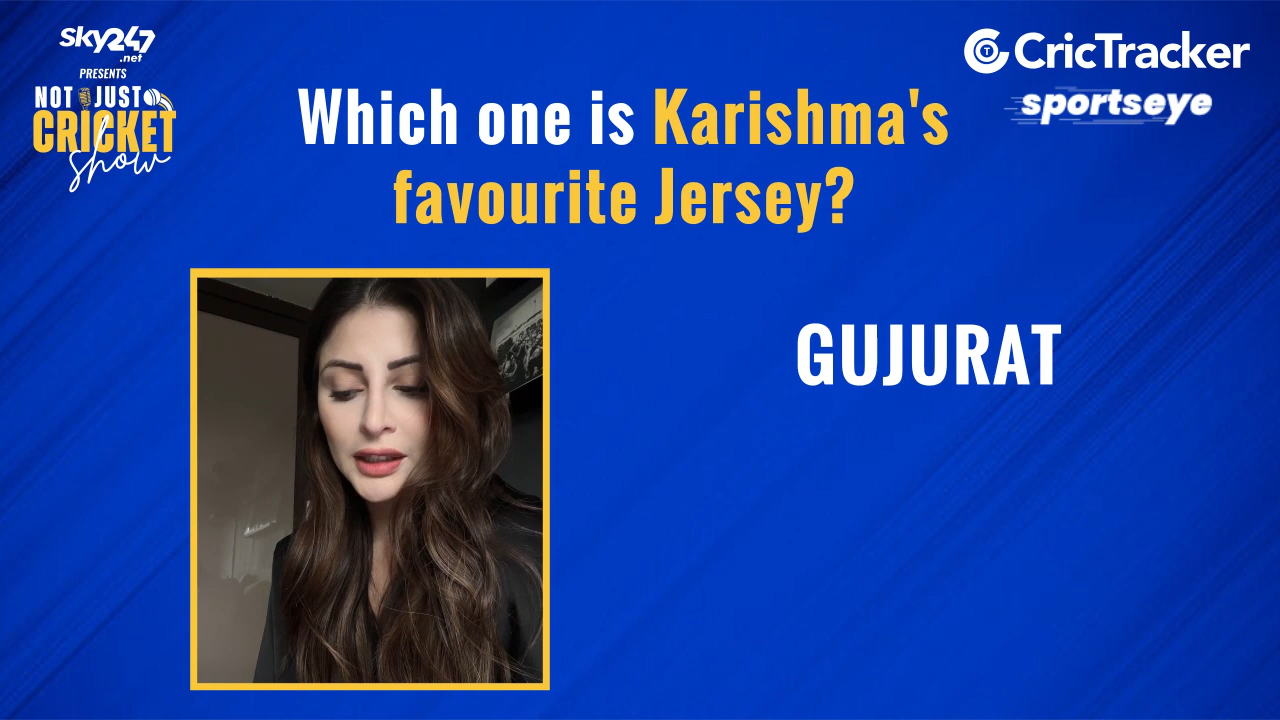 sky247
.net
PRESENTS
NOT JUST
CRICKET
Show
CricTracker
sportseye
Which one is Karishma's
favourite Jersey?
GUJURAT